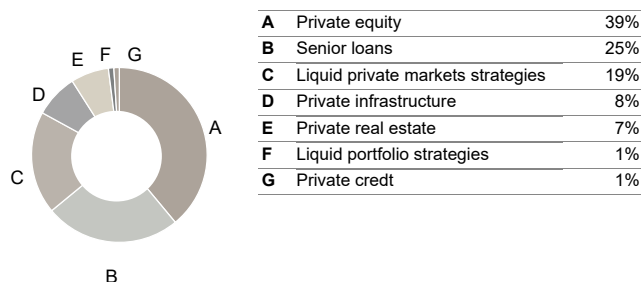 A Private equity 39%
B Senior loans 25%
C Liquid private markets strategies 19%
D Private infrastructure 8%
E Private real estate 7%
F Liquid portfolio strategies 1%
G Private credt 1%
F G
E
D
A
C
B